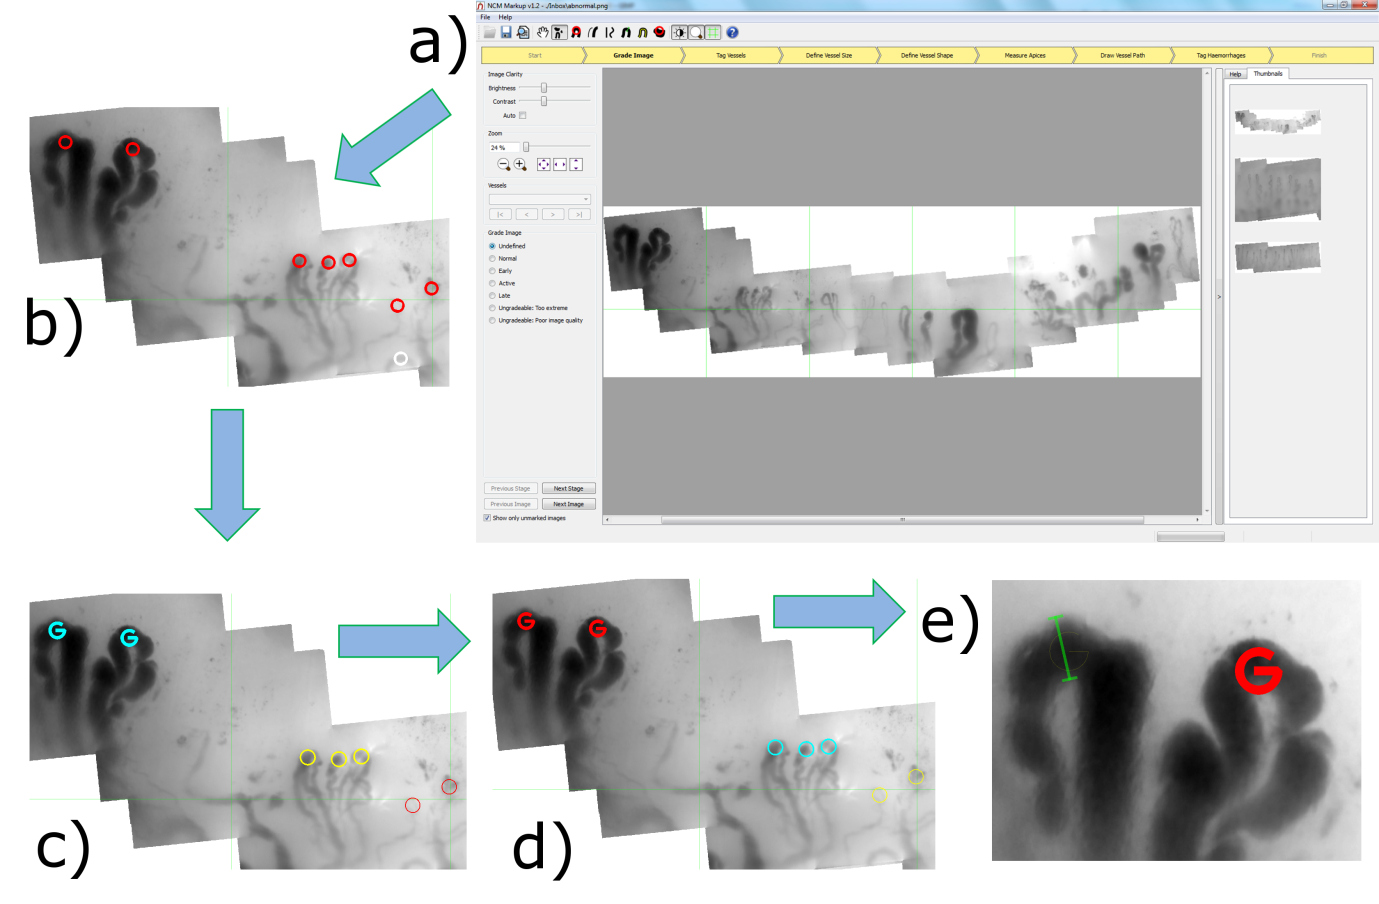 a)
NCM Markup v1.2 - ./Inbox\abnormal.png
File Help
Start Grade Image Tag Vessels Define Vessel Size Define Vessel Shape Measure Apices Draw Vessel Path Tag Haemorrhages Finish
Image Clarity
Brightness
Contrast
Auto
Zoom
24 %
Vessels
|< < > >|
Grade Image
Undefined
Normal
Early
Active
Late
Ungradeable: Too extreme
Ungradeable: Poor image quality
Previous Stage Next Stage
Previous Image Next Image
Show only unmarked images
Help Thumbnails
b)
c)
G G
d)
G G
e)
G G